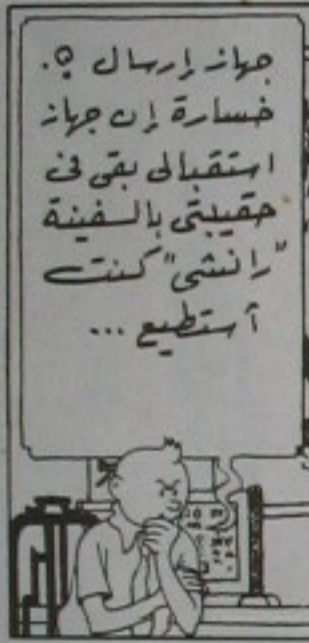 جهاز إرسال ؟.
خسارة إن جهاز
استقبالى بقى فى
حقيبتى بالسفينة
"رانشى" كنت
أستطيع ...